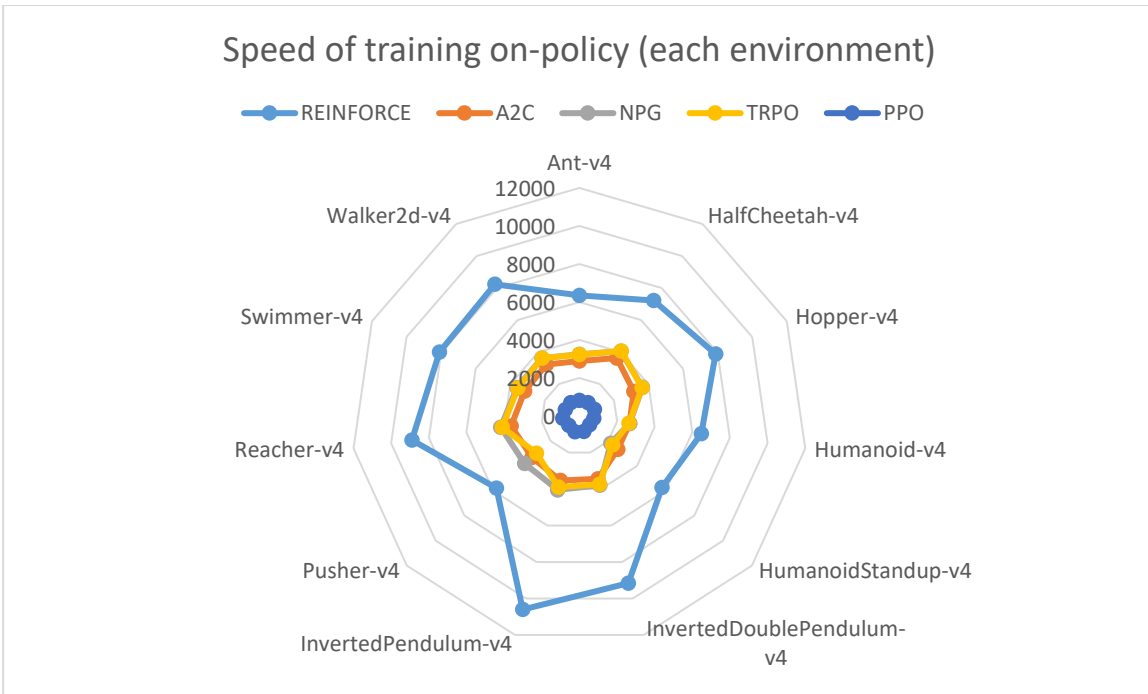 Speed of training on-policy (each environment)
REINFORCE A2C NPG TRPO PPO
Ant-v4
12000
Walker2d-v4
HalfCheetah-v4
10000
8000
Swimmer-v4
6000
Hopper-v4
4000
2000
0
Reacher-v4
Humanoid-v4
Pusher-v4
HumanoidStandup-v4
InvertedPendulum-v4
InvertedDoublePendulum-
v4